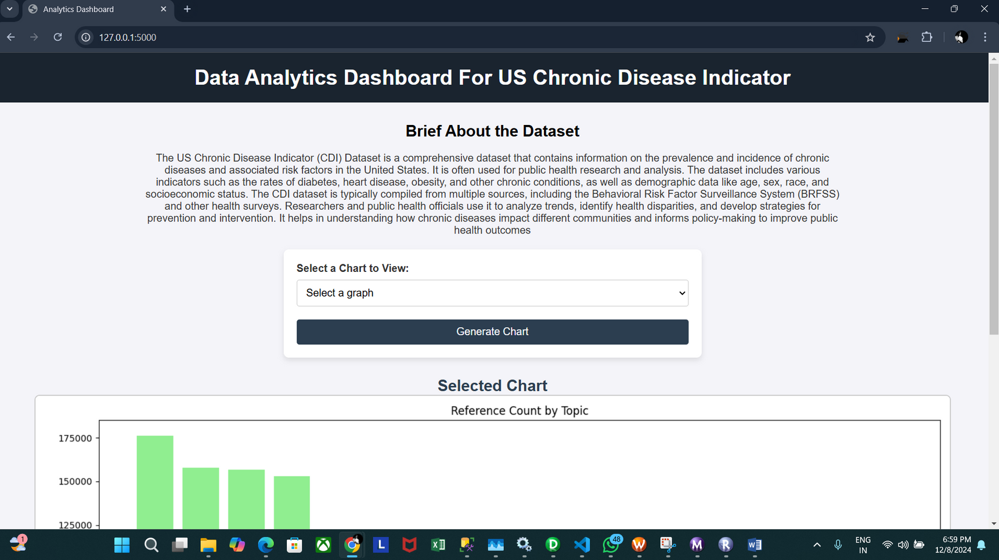 Analytics Dashboard
127.0.0.1:5000
Data Analytics Dashboard For US Chronic Disease Indicator
Brief About the Dataset
The US Chronic Disease Indicator (CDI) Dataset is a comprehensive dataset that contains information on the prevalence and incidence of chronic
diseases and associated risk factors in the United States. It is often used for public health research and analysis. The dataset includes various
indicators such as the rates of diabetes, heart disease, obesity, and other chronic conditions, as well as demographic data like age, sex, race, and
socioeconomic status. The CDI dataset is typically compiled from multiple sources, including the Behavioral Risk Factor Surveillance System (BRFSS)
and other health surveys. Researchers and public health officials use it to analyze trends, identify health disparities, and develop strategies for
prevention and intervention. It helps in understanding how chronic diseases impact different communities and informs policy-making to improve public
health outcomes
Select a Chart to View:
Select a graph
Generate Chart
Selected Chart
Reference Count by Topic
175000
150000
125000
1
L
D
48
W
M
R
W
ENG
IN
6:59 PM
12/8/2024